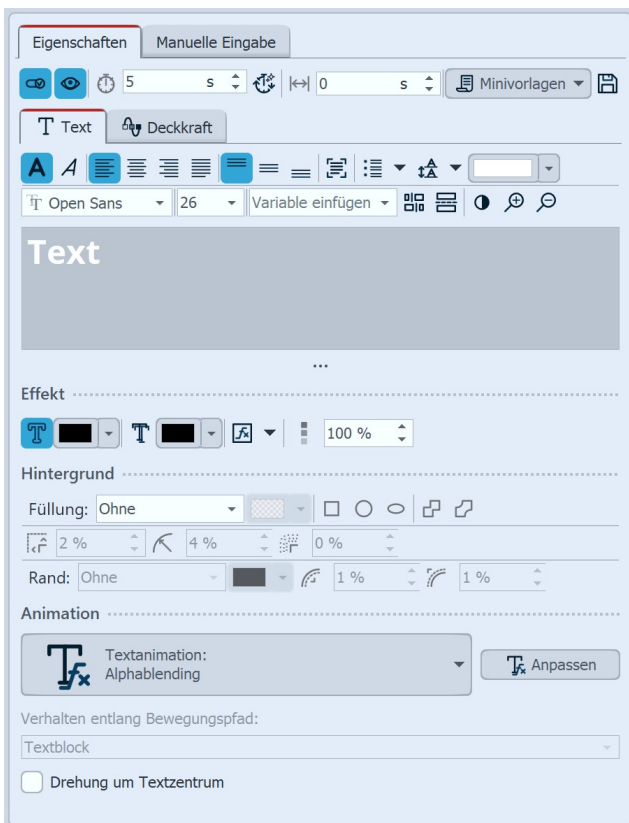 Eigenschaften Manuelle Eingabe
5 s 0 s Minivorlagen
Text Deckkraft
Open Sans 26 Variable einfügen
Text
...
Effekt
100 %
Hintergrund
Füllung: Ohne
2 % 4 % 0 %
Rand: Ohne 1 % 1 %
Animation
Textanimation:
Alphablending
Anpassen
Verhalten entlang Bewegungspfad:
Textblock
Drehung um Textzentrum